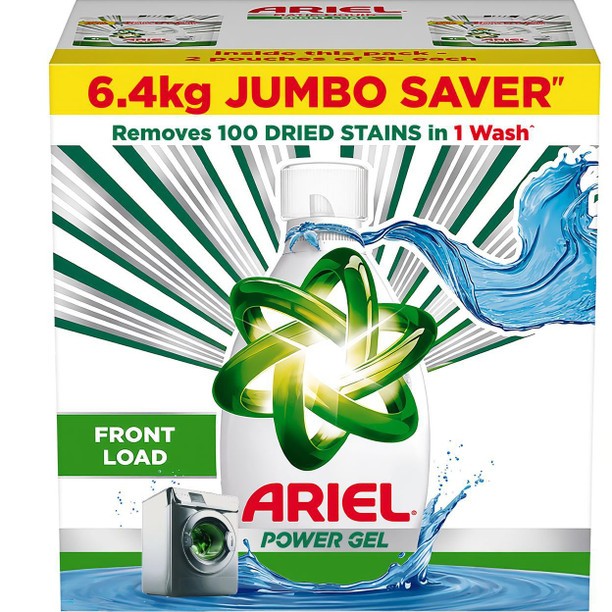 ARIEL
ARIEL
Inside this pack -
2 pouches of 3L each
6.4kg JUMBO SAVER"
Removes 100 DRIED STAINS in 1 Wash^
FRONT
LOAD
ARIEL
POWER GEL